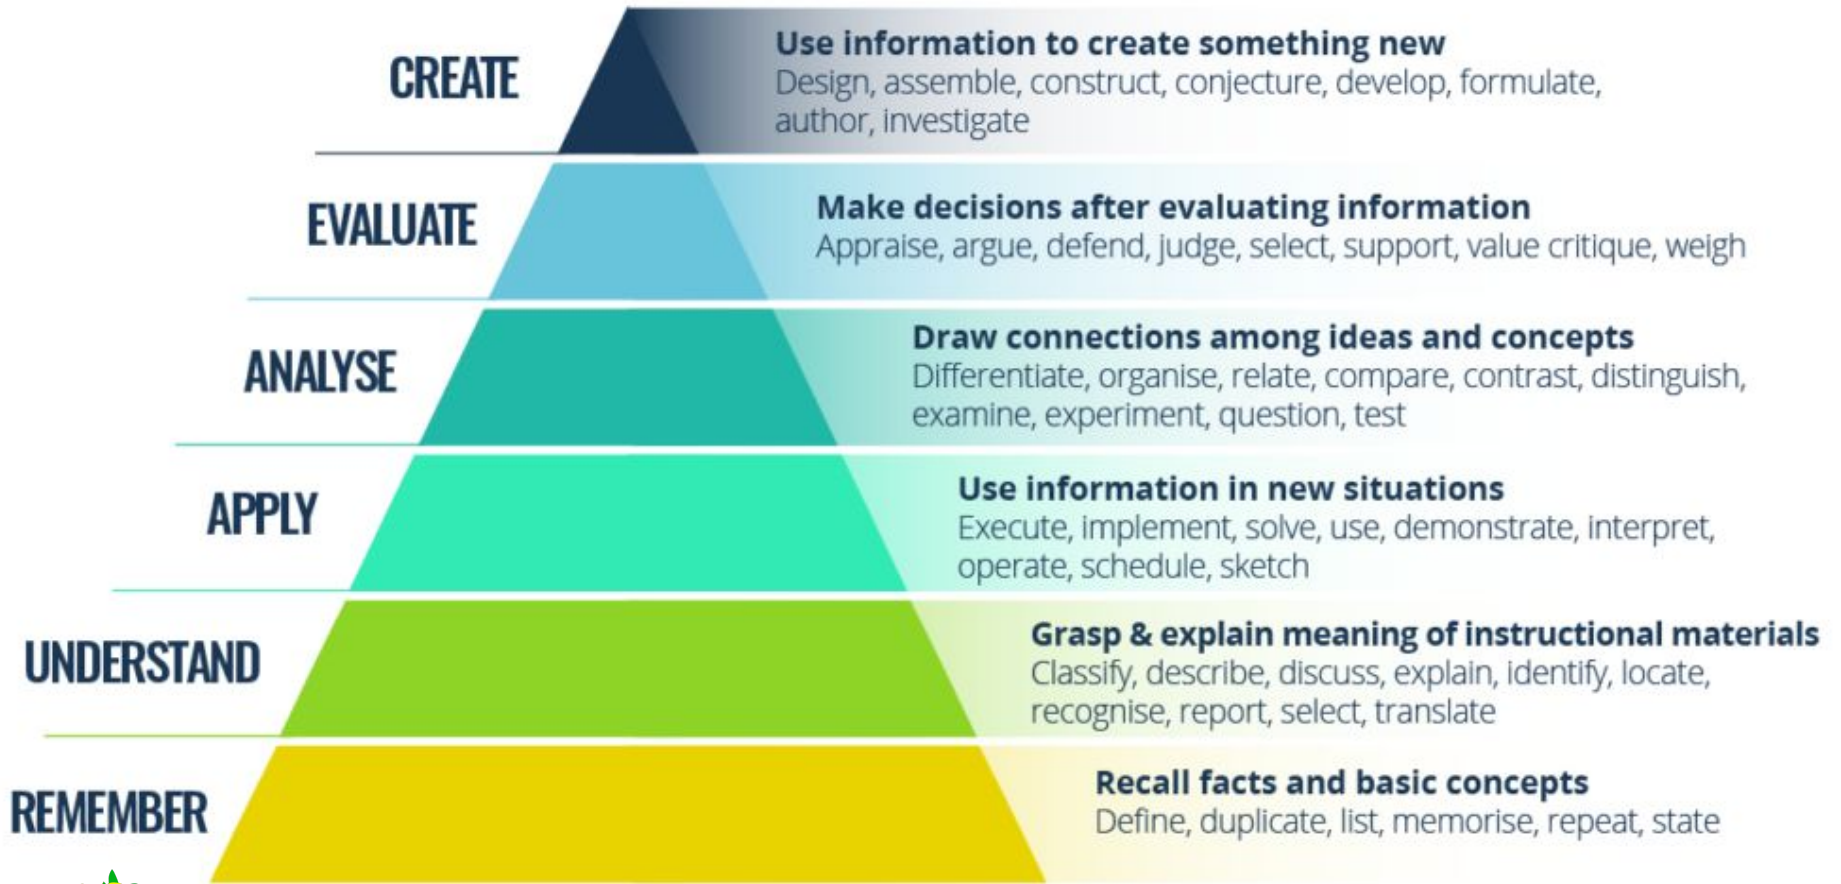 CREATE
Use information to create something new
Design, assemble, construct, conjecture, develop, formulate,
author, investigate
EVALUATE
Make decisions after evaluating information
Appraise, argue, defend, judge, select, support, value critique, weigh
ANALYSE
Draw connections among ideas and concepts
Differentiate, organise, relate, compare, contrast, distinguish,
examine, experiment, question, test
APPLY
Use information in new situations
Execute, implement, solve, use, demonstrate, interpret,
operate, schedule, sketch
UNDERSTAND
Grasp & explain meaning of instructional materials
Classify, describe, discuss, explain, identify, locate,
recognise, report, select, translate
REMEMBER
Recall facts and basic concepts
Define, duplicate, list, memorise, repeat, state